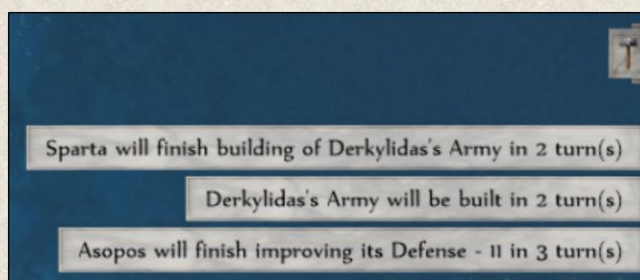 Sparta will finish building of Derkylidas's Army in 2 turn(s)
Derkylidas's Army will be built in 2 turn(s)
Asopos will finish improving its Defense - II in 3 turn(s)